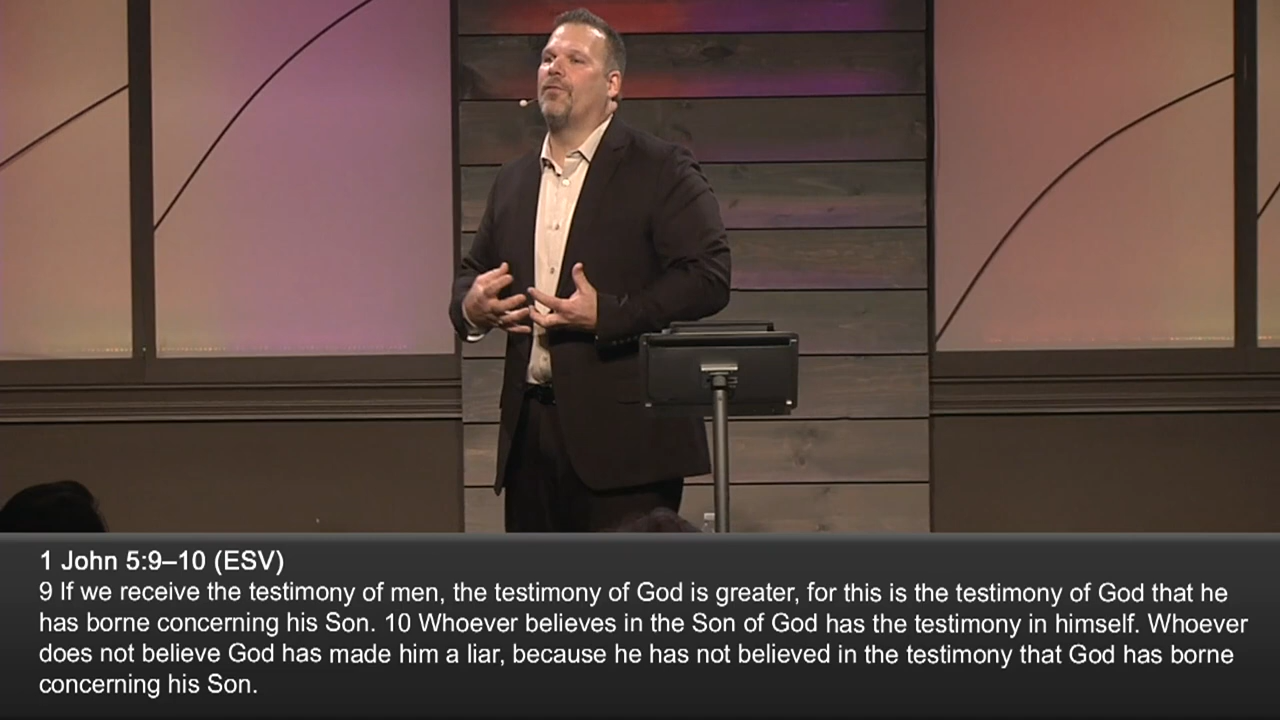 1 John 5:9–10 (ESV)
9 If we receive the testimony of men, the testimony of God is greater, for this is the testimony of God that he
has borne concerning his Son. 10 Whoever believes in the Son of God has the testimony in himself. Whoever
does not believe God has made him a liar, because he has not believed in the testimony that God has borne
concerning his Son.